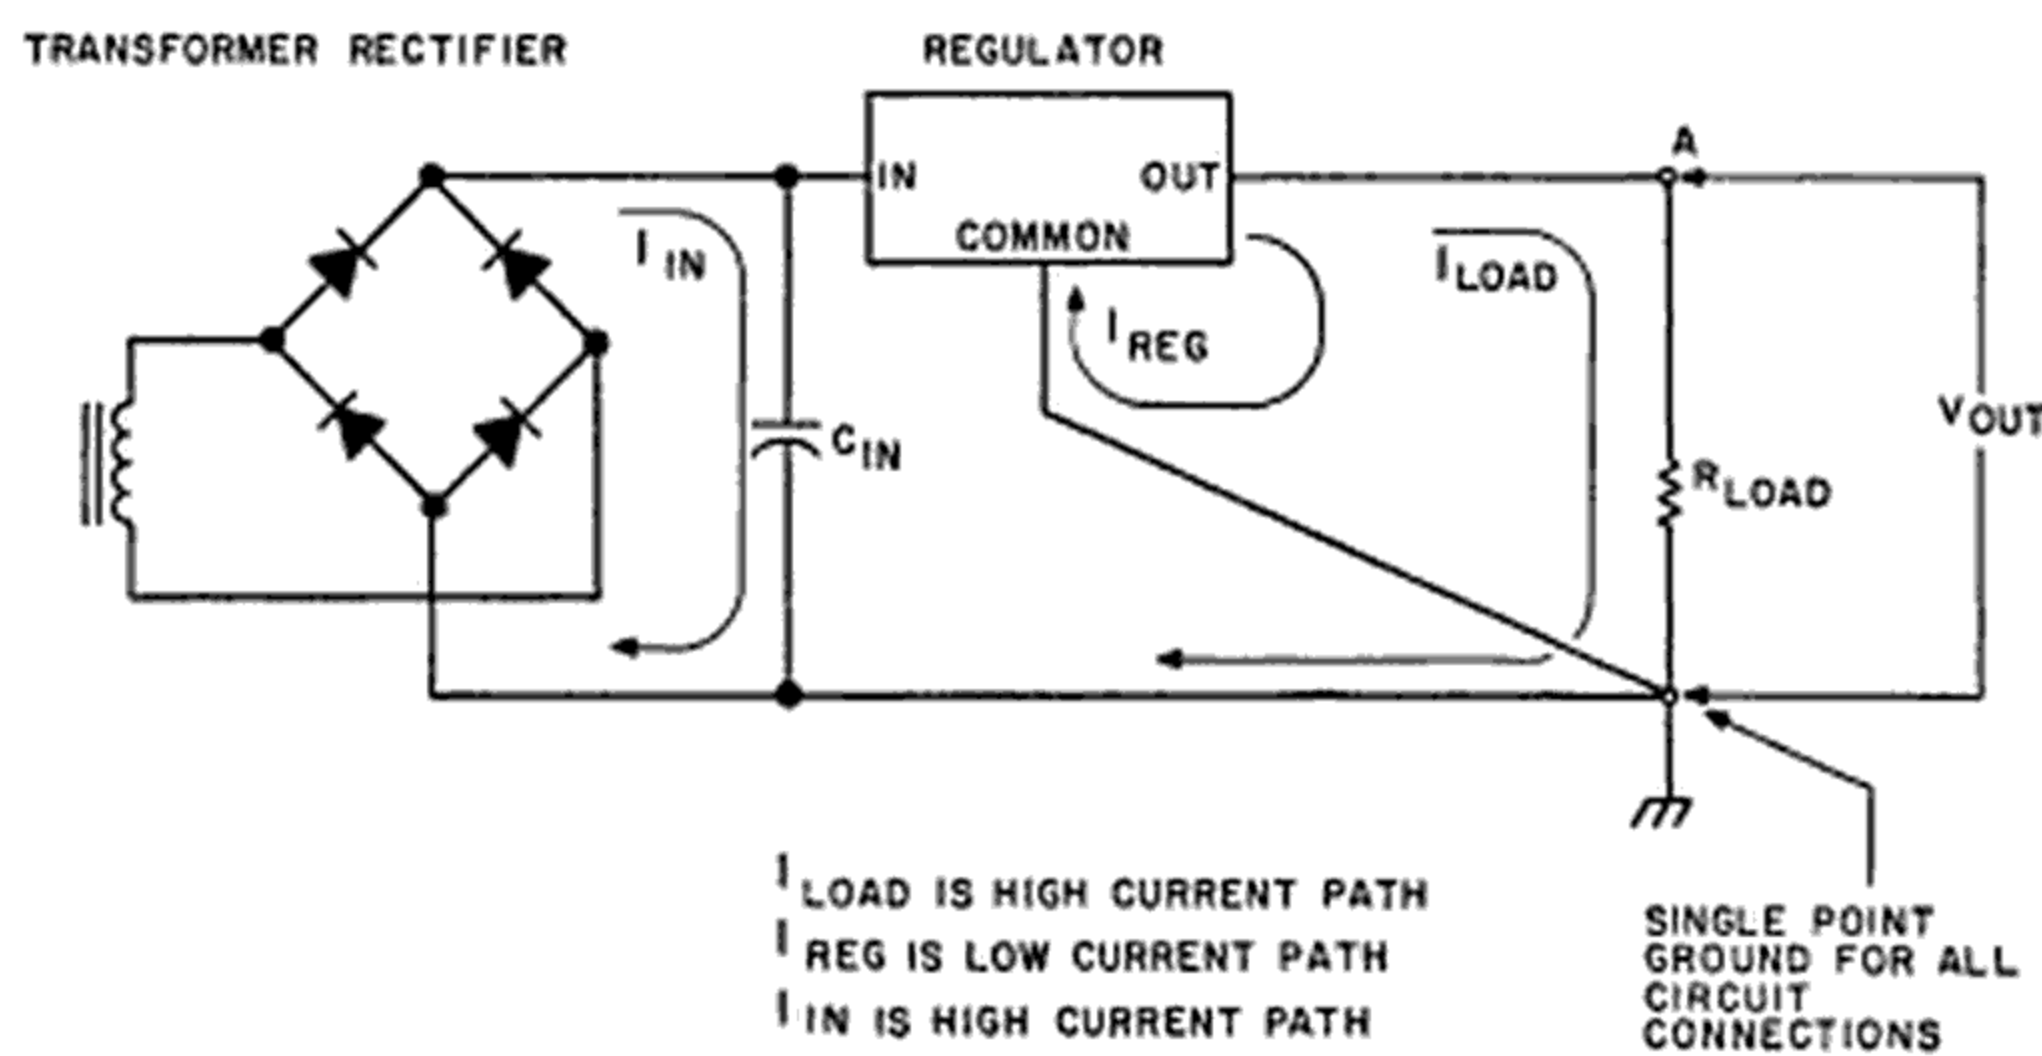 TRANSFORMER RECTIFIER
REGULATOR
A
IN
OUT
COMMON
I IN
I REG
I LOAD
C IN
R LOAD
V OUT
I LOAD IS HIGH CURRENT PATH
I REG IS LOW CURRENT PATH
I IN IS HIGH CURRENT PATH
SINGLE POINT
GROUND FOR ALL
CIRCUIT
CONNECTIONS